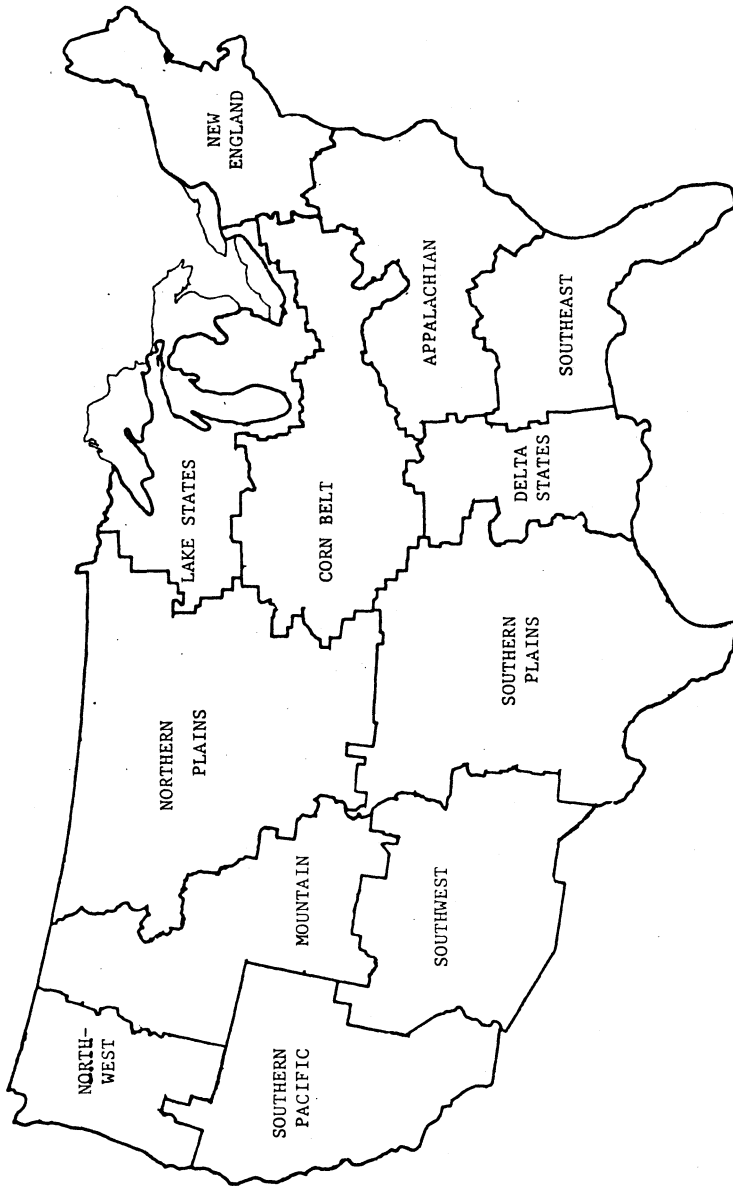 NORTH-
WEST
SOUTHERN
PACIFIC
MOUNTAIN
SOUTHWEST
NORTHERN
PLAINS
SOUTHERN
PLAINS
LAKE STATES
CORN BELT
DELTA
STATES
APPALACHIAN
SOUTHEAST
NEW
ENGLAND